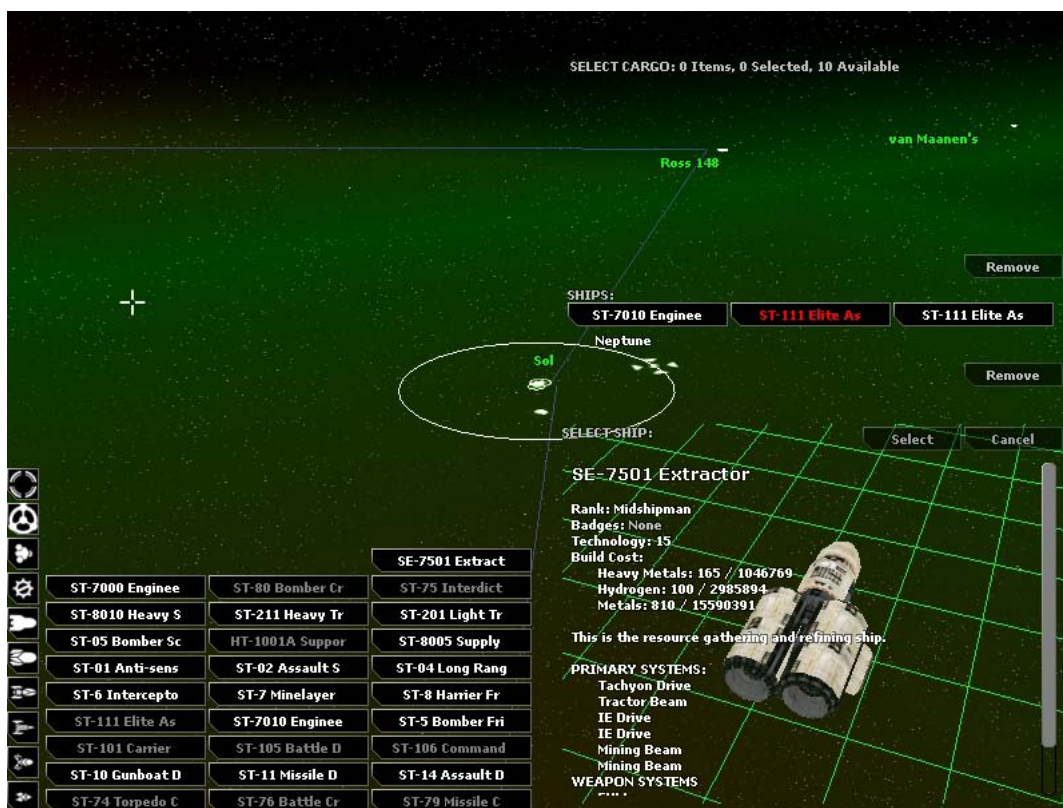 SELECT CARGO: 0 Items, 0 Selected, 10 Available
van Maanen's
Ross 148
Remove
SHIPS:
ST-7010 Enginee ST-111 Elite As ST-111 Elite As
Neptune
Sol
Remove
SELECT SHIP:
Select Cancel
SE-7501 Extractor
Rank: Midshipman
Badges: None
Technology: 15
Build Cost:
Heavy Metals: 165 / 1046769
Hydrogen: 100 / 2985894
Metals: 810 / 15590391
This is the resource gathering and refining ship.
PRIMARY SYSTEMS:
Tachyon Drive
Tractor Beam
IE Drive
IE Drive
Mining Beam
Mining Beam
WEAPON SYSTEMS
SE-7501 Extract
ST-7000 Enginee ST-80 Bomber Cr ST-75 Interdict
ST-8010 Heavy S ST-211 Heavy Tr ST-201 Light Tr
ST-05 Bomber Sc HT-1001A Suppor ST-8005 Supply
ST-01 Anti-sens ST-02 Assault S ST-04 Long Rang
ST-6 Intercepto ST-7 Minelayer ST-8 Harrier Fr
ST-111 Elite As ST-7010 Enginee ST-5 Bomber Fri
ST-101 Carrier ST-105 Battle D ST-106 Command
ST-10 Gunboat D ST-11 Missile D ST-14 Assault D
ST-74 Torpedo C ST-76 Battle Cr ST-79 Missile C